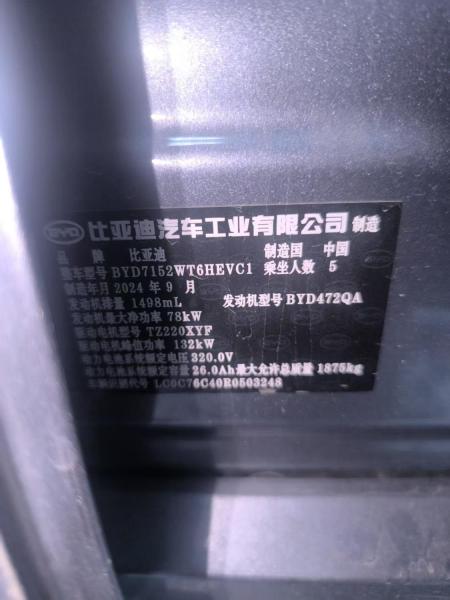 BYD 比亚迪汽车工业有限公司 制造
品 牌 比亚迪 制造国 中国
整车型号 BYD7152WT6HEVC1 乘坐人数 5
制造年月 2024 年 9 月
发动机排量 1498mL 发动机型号 BYD472QA
发动机最大净功率 78kW
驱动电机型号 TZ220XYF
驱动电机峰值功率 132kW
动力电池系统额定电压 320.0V
动力电池系统额定容量 26.0Ah 最大允许总质量 1875kg
车辆识别代号 LC0C76C40R0503248